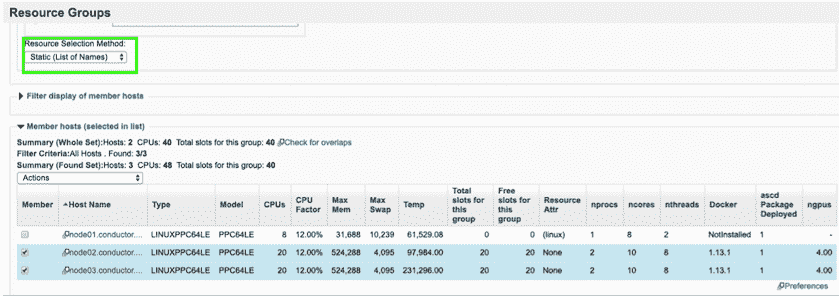 Resource Groups
Resource Selection Method:
Static (List of Names)
Filter display of member hosts
Member hosts (selected in list)
Summary (Whole Set):Hosts: 2 CPUs: 40 Total slots for this group: 40 Check for overlaps
Filter Criteria:All Hosts . Found: 3/3
Summary (Found Set):Hosts: 3 CPUs: 48 Total slots for this group: 40
Actions
Member Host Name Type Model CPUs CPU Factor Max Mem Max Swap Temp Total slots for this group Free slots for this group Resource Attr nprocs ncores nthreads Docker ascd Package Deployed ngpus
node01.conductor.... LINUXPPC64LE PPC64LE 8 12.00% 31,688 10,239 61,529.08 0 0 (linux) 1 8 2 NotInstalled 1 -
node02.conductor.... LINUXPPC64LE PPC64LE 20 12.00% 524,288 4,095 97,984.00 20 20 None 2 10 8 1.13.1 1 4.00
node03.conductor.... LINUXPPC64LE PPC64LE 20 12.00% 524,288 4,095 231,296.00 20 20 None 2 10 8 1.13.1 1 4.00
Preferences